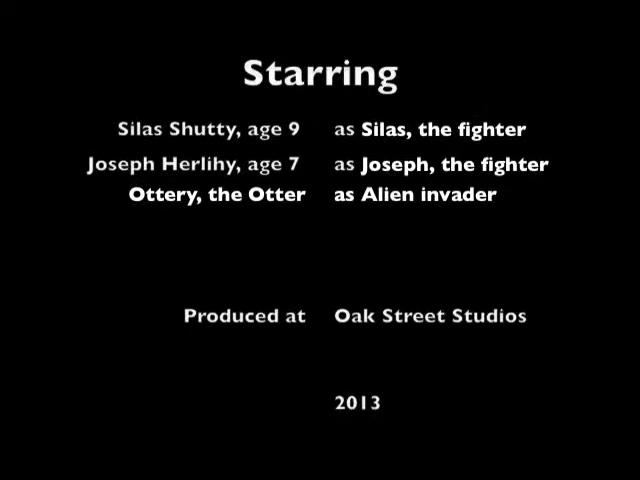 Starring
Silas Shutty, age 9 as Silas, the fighter
Joseph Herlihy, age 7 as Joseph, the fighter
Ottery, the Otter as Alien invader
Produced at Oak Street Studios
2013